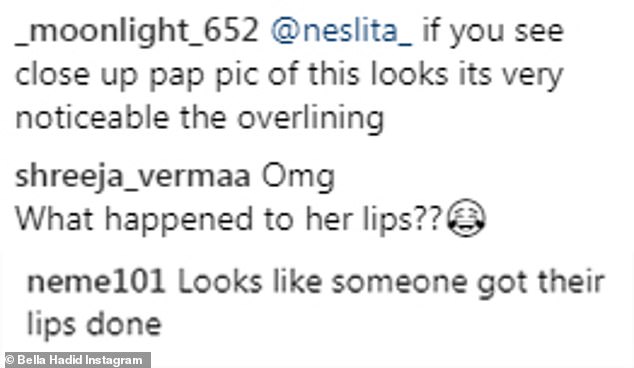 _moonlight_652 @neslita_ if you see
close up pap pic of this looks its very
noticeable the overlining
shreeja_vermaa Omg
What happened to her lips??😂
neme101 Looks like someone got their
lips done
© Bella Hadid Instagram